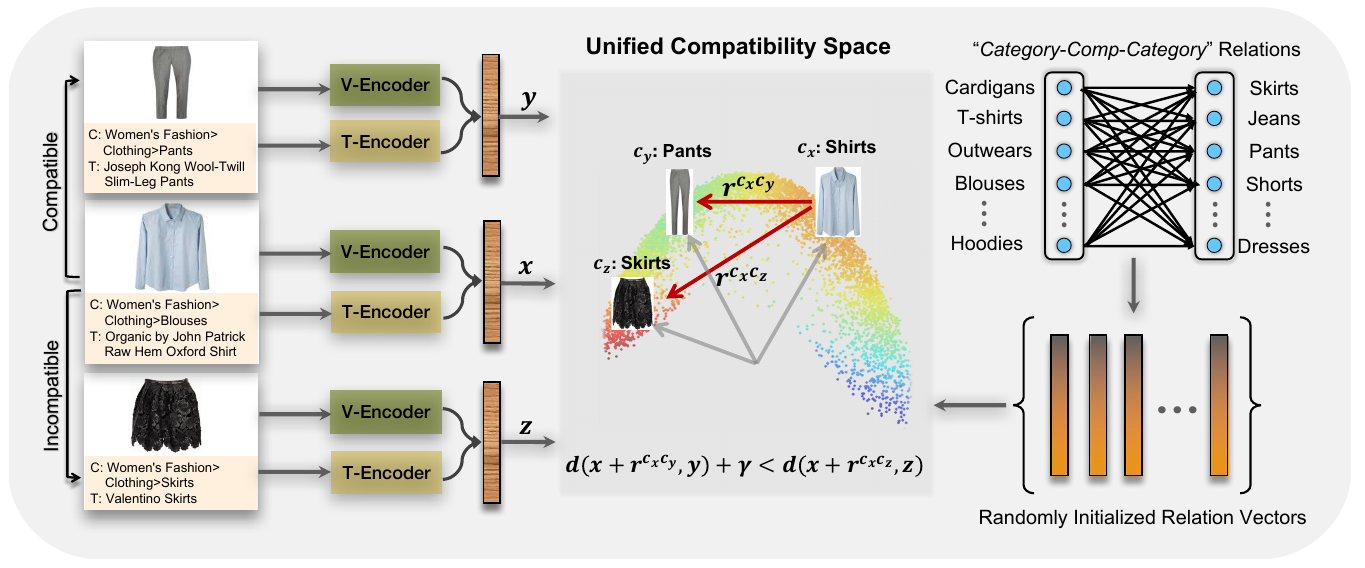 Compatible
Incompatible
C: Women's Fashion>
Clothing>Pants
T: Joseph Kong Wool-Twill
Slim-Leg Pants
C: Women's Fashion>
Clothing>Blouses
T: Organic by John Patrick
Raw Hem Oxford Shirt
C: Women's Fashion>
Clothing>Skirts
T: Valentino Skirts
V-Encoder
T-Encoder
V-Encoder
T-Encoder
V-Encoder
T-Encoder
y
x
z
Unified Compatibility Space
c_y: Pants
c_x: Shirts
r^{c_x c_y}
c_z: Skirts
r^{c_x c_z}
d(x + r^{c_x c_y}, y) + γ < d(x + r^{c_x c_z}, z)
“Category-Comp-Category” Relations
Cardigans
T-shirts
Outwears
Blouses
Hoodies
Skirts
Jeans
Pants
Shorts
Dresses
Randomly Initialized Relation Vectors